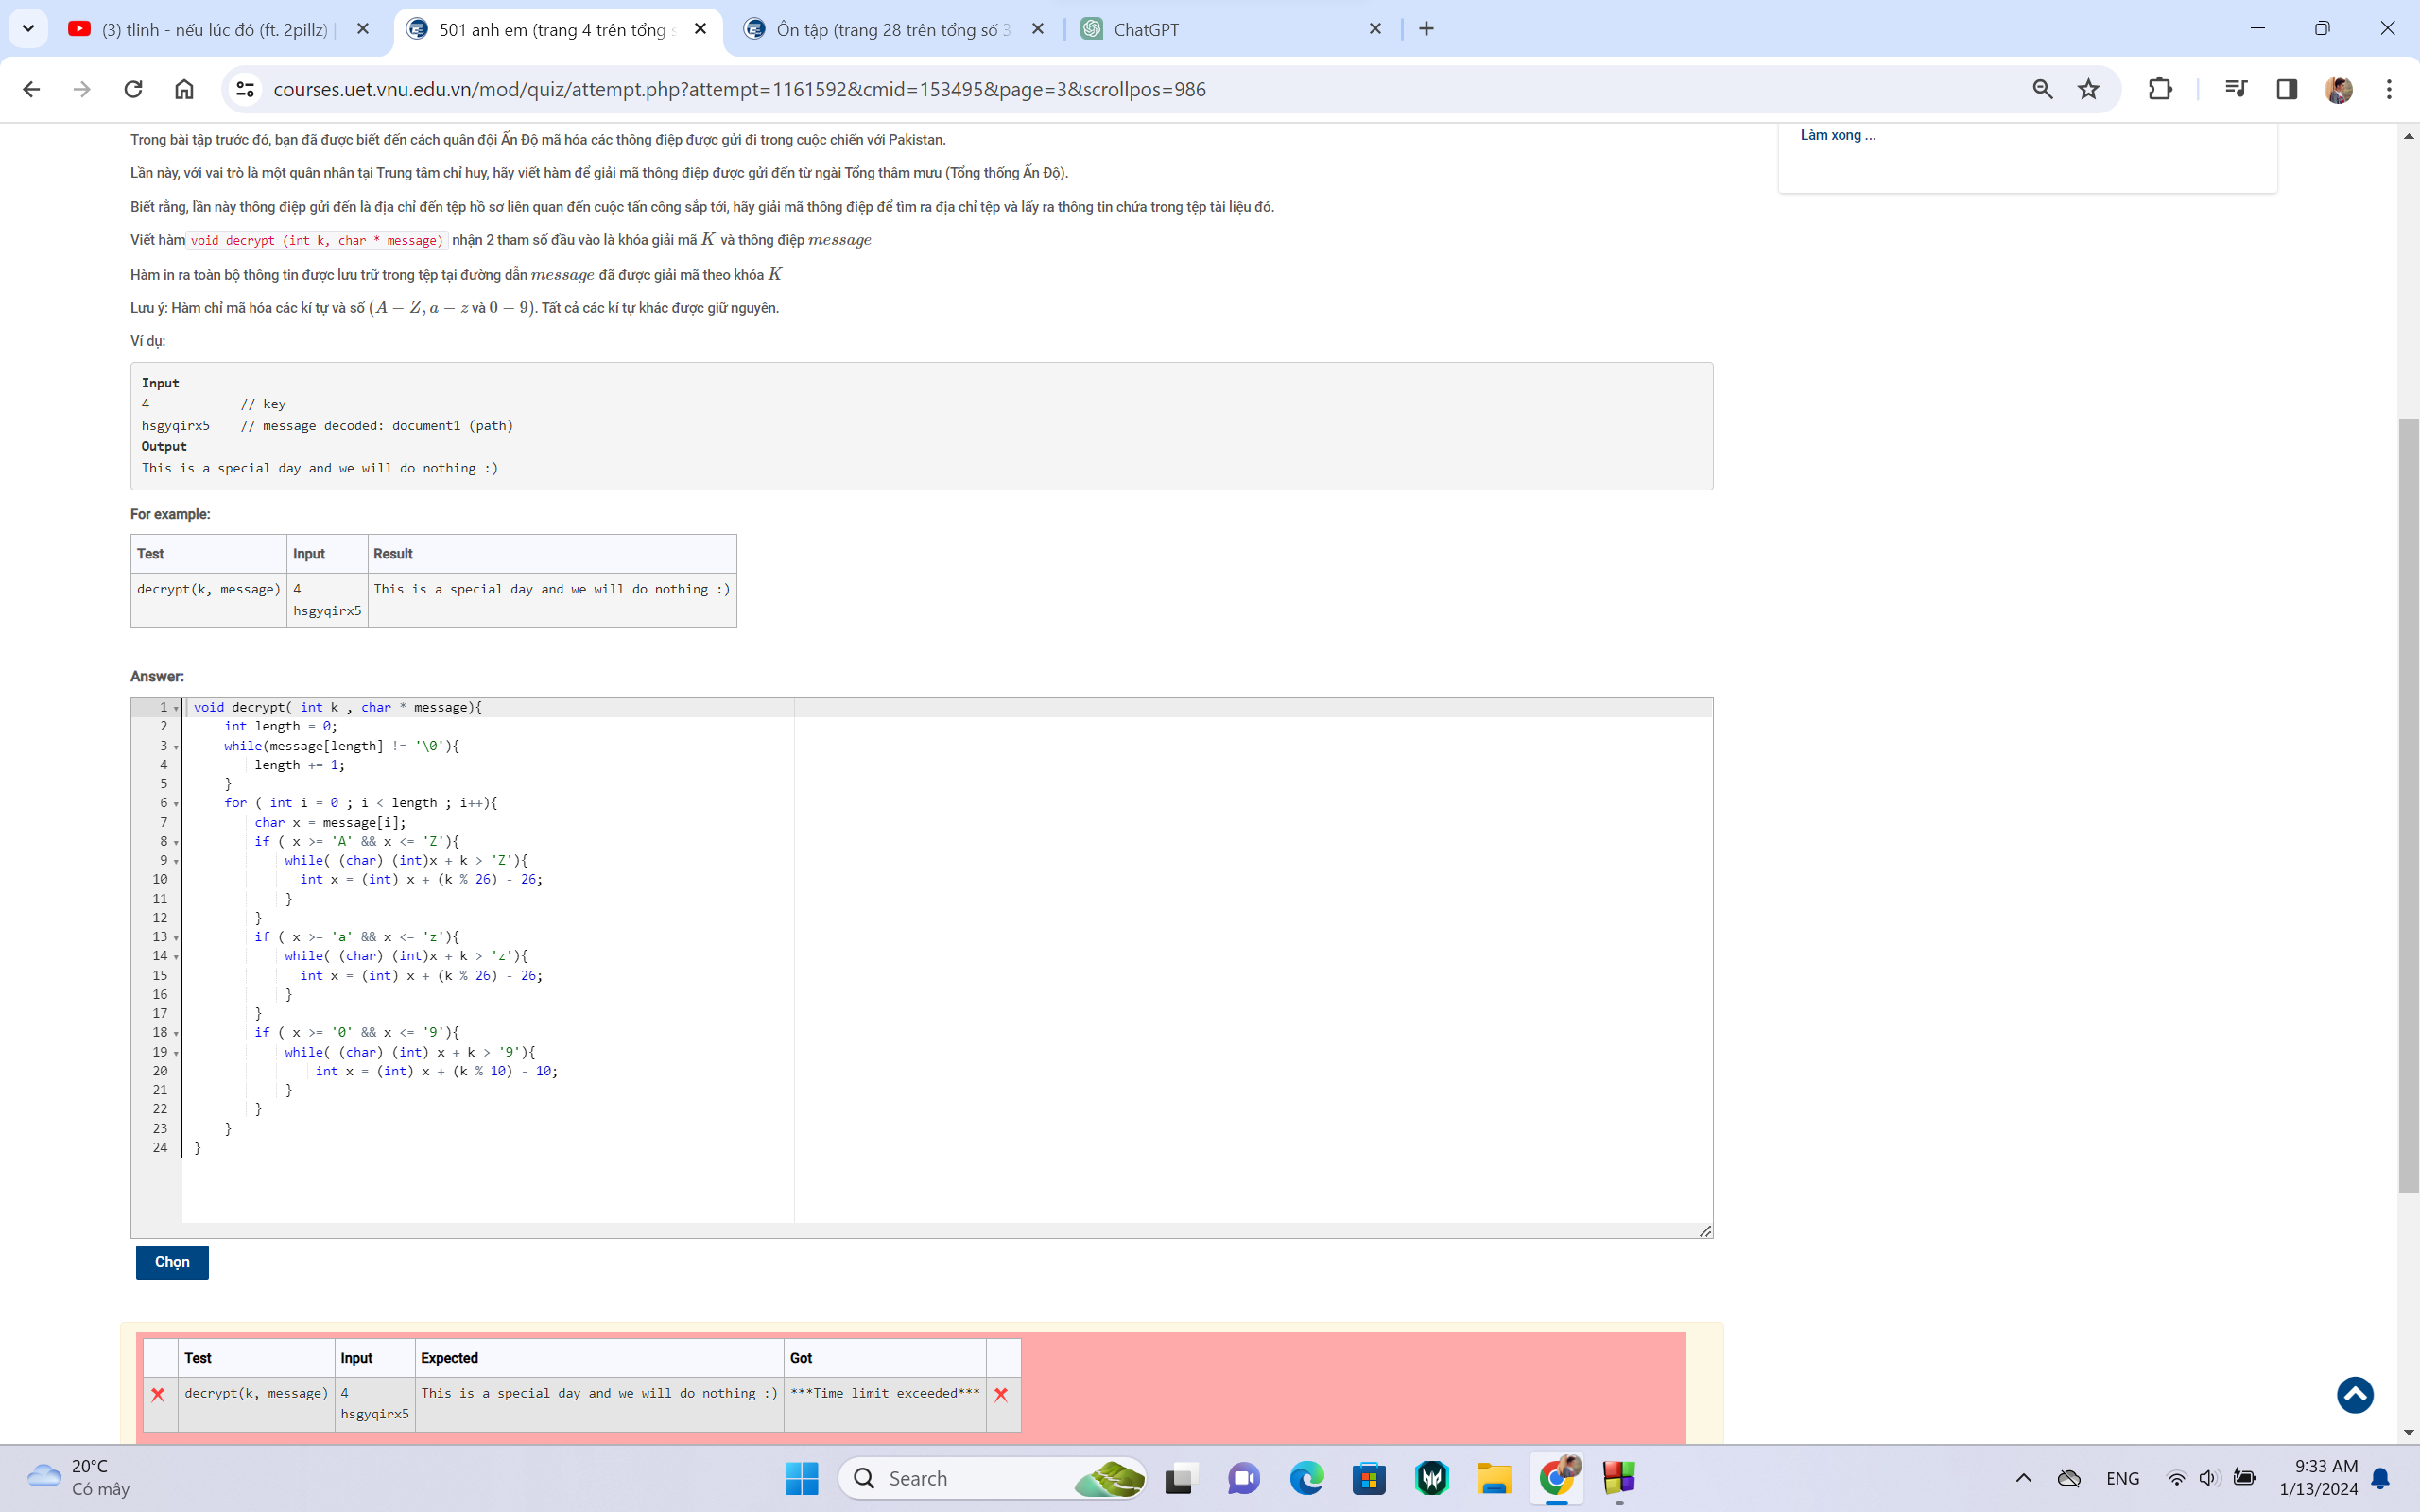 (3) tlinh - nếu lúc đó (ft. 2pillz) |
501 anh em (trang 4 trên tổng s
Ôn tập (trang 28 trên tổng số 3
ChatGPT
courses.uet.vnu.edu.vn/mod/quiz/attempt.php?attempt=1161592&cmid=153495&page=3&scrollpos=986
Làm xong ...
Trong bài tập trước đó, bạn đã được biết đến cách quân đội Ấn Độ mã hóa các thông điệp được gửi đi trong cuộc chiến với Pakistan.
Lần này, với vai trò là một quân nhân tại Trung tâm chỉ huy, hãy viết hàm để giải mã thông điệp được gửi đến từ ngài Tổng thâm mưu (Tổng thống Ấn Độ).
Biết rằng, lần này thông điệp gửi đến là địa chỉ đến tệp hồ sơ liên quan đến cuộc tấn công sắp tới, hãy giải mã thông điệp để tìm ra địa chỉ tệp và lấy ra thông tin chứa trong tệp tài liệu đó.
Viết hàm void decrypt (int k, char * message) nhận 2 tham số đầu vào là khóa giải mã K và thông điệp message
Hàm in ra toàn bộ thông tin được lưu trữ trong tệp tại đường dẫn message đã được giải mã theo khóa K
Lưu ý: Hàm chỉ mã hóa các kí tự và số (A − Z, a − z và 0 − 9). Tất cả các kí tự khác được giữ nguyên.
Ví dụ:
Input
4 // key
hsgyqirx5 // message decoded: document1 (path)
Output
This is a special day and we will do nothing :)
For example:
Test Input Result
decrypt(k, message) 4 This is a special day and we will do nothing :)
hsgyqirx5
Answer:
1 void decrypt( int k , char * message){
2 int length = 0;
3 while(message[length] != '\0'){
4 length += 1;
5 }
6 for ( int i = 0 ; i < length ; i++){
7 char x = message[i];
8 if ( x >= 'A' && x <= 'Z'){
9 while( (char) (int)x + k > 'Z'){
10 int x = (int) x + (k % 26) - 26;
11 }
12 }
13 if ( x >= 'a' && x <= 'z'){
14 while( (char) (int)x + k > 'z'){
15 int x = (int) x + (k % 26) - 26;
16 }
17 }
18 if ( x >= '0' && x <= '9'){
19 while( (char) (int) x + k > '9'){
20 int x = (int) x + (k % 10) - 10;
21 }
22 }
23 }
24 }
Chọn
Test Input Expected Got
decrypt(k, message) 4 This is a special day and we will do nothing :) ***Time limit exceeded***
hsgyqirx5
20°C
Có mây
Search
ENG
9:33 AM
1/13/2024